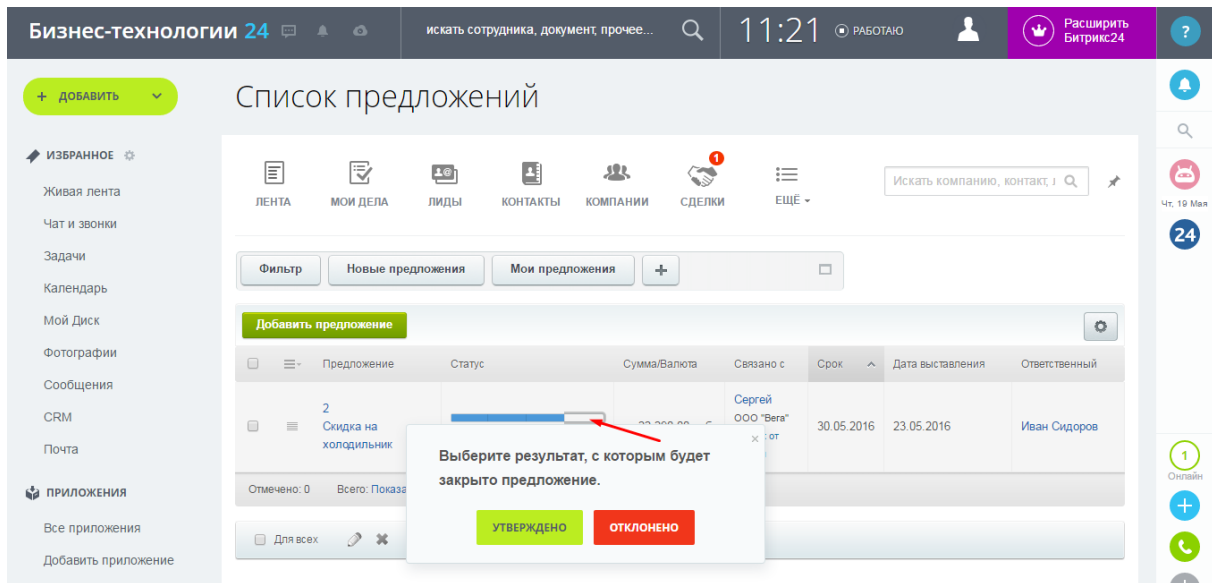 Бизнес-технологии 24
искать сотрудника, документ, прочее...
11:21
РАБОТАЮ
Расширить
Битрикс24
?
+ ДОБАВИТЬ
Список предложений
ИЗБРАННОЕ
Живая лента
Чат и звонки
Задачи
Календарь
Мой Диск
Фотографии
Сообщения
CRM
Почта
ПРИЛОЖЕНИЯ
Все приложения
Добавить приложение
ЛЕНТА
МОИ ДЕЛА
ЛИДЫ
КОНТАКТЫ
КОМПАНИИ
1
СДЕЛКИ
ЕЩЁ
Искать компанию, контакт,
Фильтр
Новые предложения
Мои предложения
+
Добавить предложение
Предложение
Статус
Сумма/Валюта
Связано с
Срок
Дата выставления
Ответственный
2
Скидка на
холодильник
Сергей
ООО "Вега"
от
30.05.2016
23.05.2016
Иван Сидоров
Отмечено: 0
Всего: Показа
Для всех
Выберите результат, с которым будет
закрыто предложение.
УТВЕРЖДЕНО
ОТКЛОНЕНО
Чт, 19 Мая
24
1
Онлайн